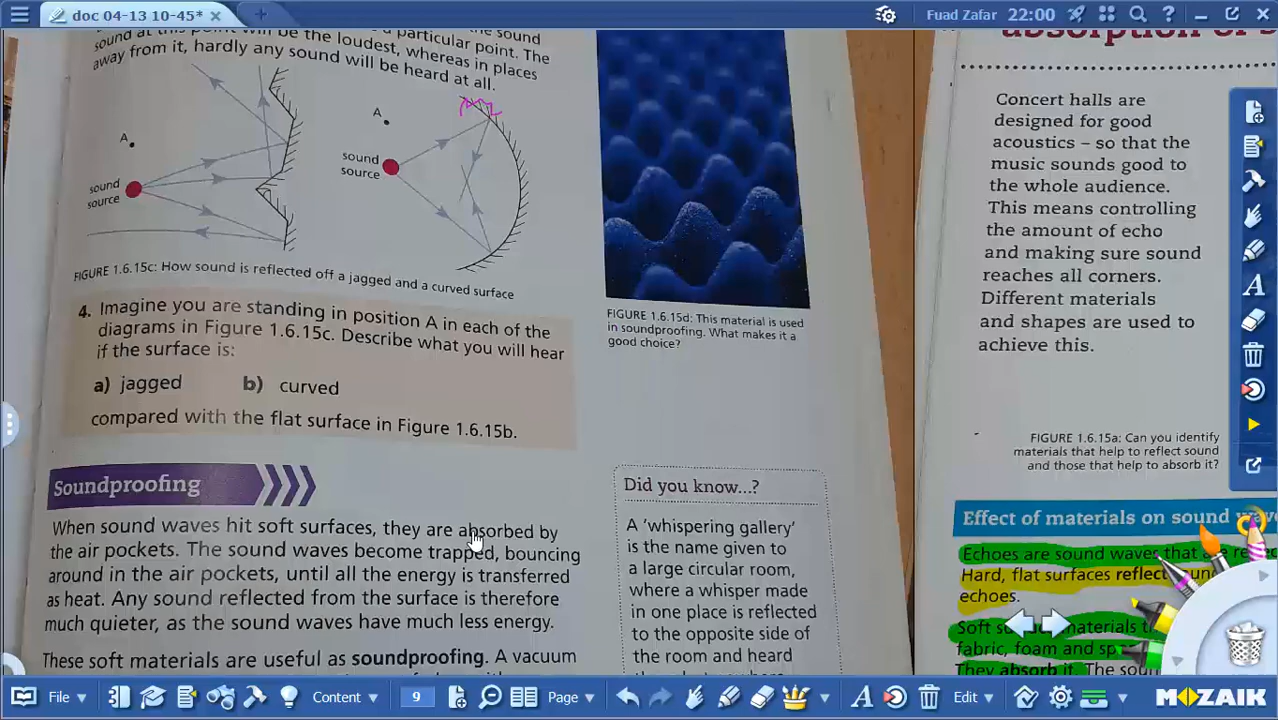 doc 04-13 10-45*
Fuad Zafar 22:00
sound at this point will be the loudest, whereas in places
away from it, hardly any sound will be heard at all.
a particular point. The
the sound
A
sound
source
A
sound
source
FIGURE 1.6.15c: How sound is reflected off a jagged and a curved surface
4. Imagine you are standing in position A in each of the
diagrams in Figure 1.6.15c. Describe what you will hear
if the surface is:
a) jagged b) curved
compared with the flat surface in Figure 1.6.15b.
Soundproofing
When sound waves hit soft surfaces, they are absorbed by
the air pockets. The sound waves become trapped, bouncing
around in the air pockets, until all the energy is transferred
as heat. Any sound reflected from the surface is therefore
much quieter, as the sound waves have much less energy.
These soft materials are useful as soundproofing. A vacuum
FIGURE 1.6.15d: This material is used
in soundproofing. What makes it a
good choice?
Did you know...?
A 'whispering gallery'
is the name given to
a large circular room,
where a whisper made
in one place is reflected
to the opposite side of
the room and heard
absorption of
Concert halls are
designed for good
acoustics – so that the
music sounds good to
the whole audience.
This means controlling
the amount of echo
and making sure sound
reaches all corners.
Different materials
and shapes are used to
achieve this.
FIGURE 1.6.15a: Can you identify
materials that help to reflect sound
and those that help to absorb it?
Effect of materials on sound
Echoes are sound waves that are
Hard, flat surfaces reflect
echoes.
Soft materials
fabric, foam and
They absorb it. The
File Content 9 Page Edit MOZAIK